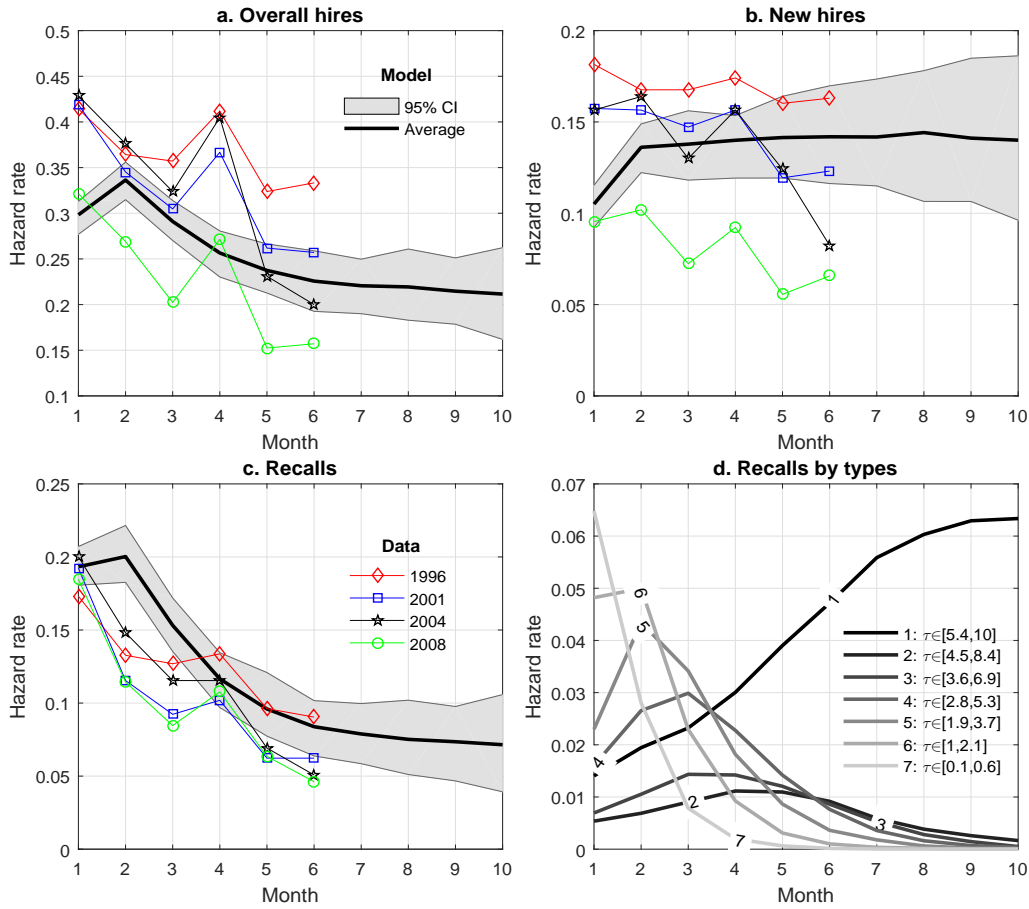 a. Overall hires
0.5
0.45
0.4
0.35
0.3
0.25
0.2
0.15
0.1
Hazard rate
1 2 3 4 5 6 7 8 9 10
Month
Model
95% CI
Average
b. New hires
0.2
0.15
0.1
0.05
0
Hazard rate
1 2 3 4 5 6 7 8 9 10
Month
c. Recalls
0.25
0.2
0.15
0.1
0.05
0
Hazard rate
1 2 3 4 5 6 7 8 9 10
Month
Data
1996
2001
2004
2008
d. Recalls by types
0.07
0.06
0.05
0.04
0.03
0.02
0.01
0
Hazard rate
1 2 3 4 5 6 7 8 9 10
Month
6
5
1
4
2
3
7
1: τ∈[5.4,10]
2: τ∈[4.5,8.4]
3: τ∈[3.6,6.9]
4: τ∈[2.8,5.3]
5: τ∈[1.9,3.7]
6: τ∈[1,2.1]
7: τ∈[0.1,0.6]